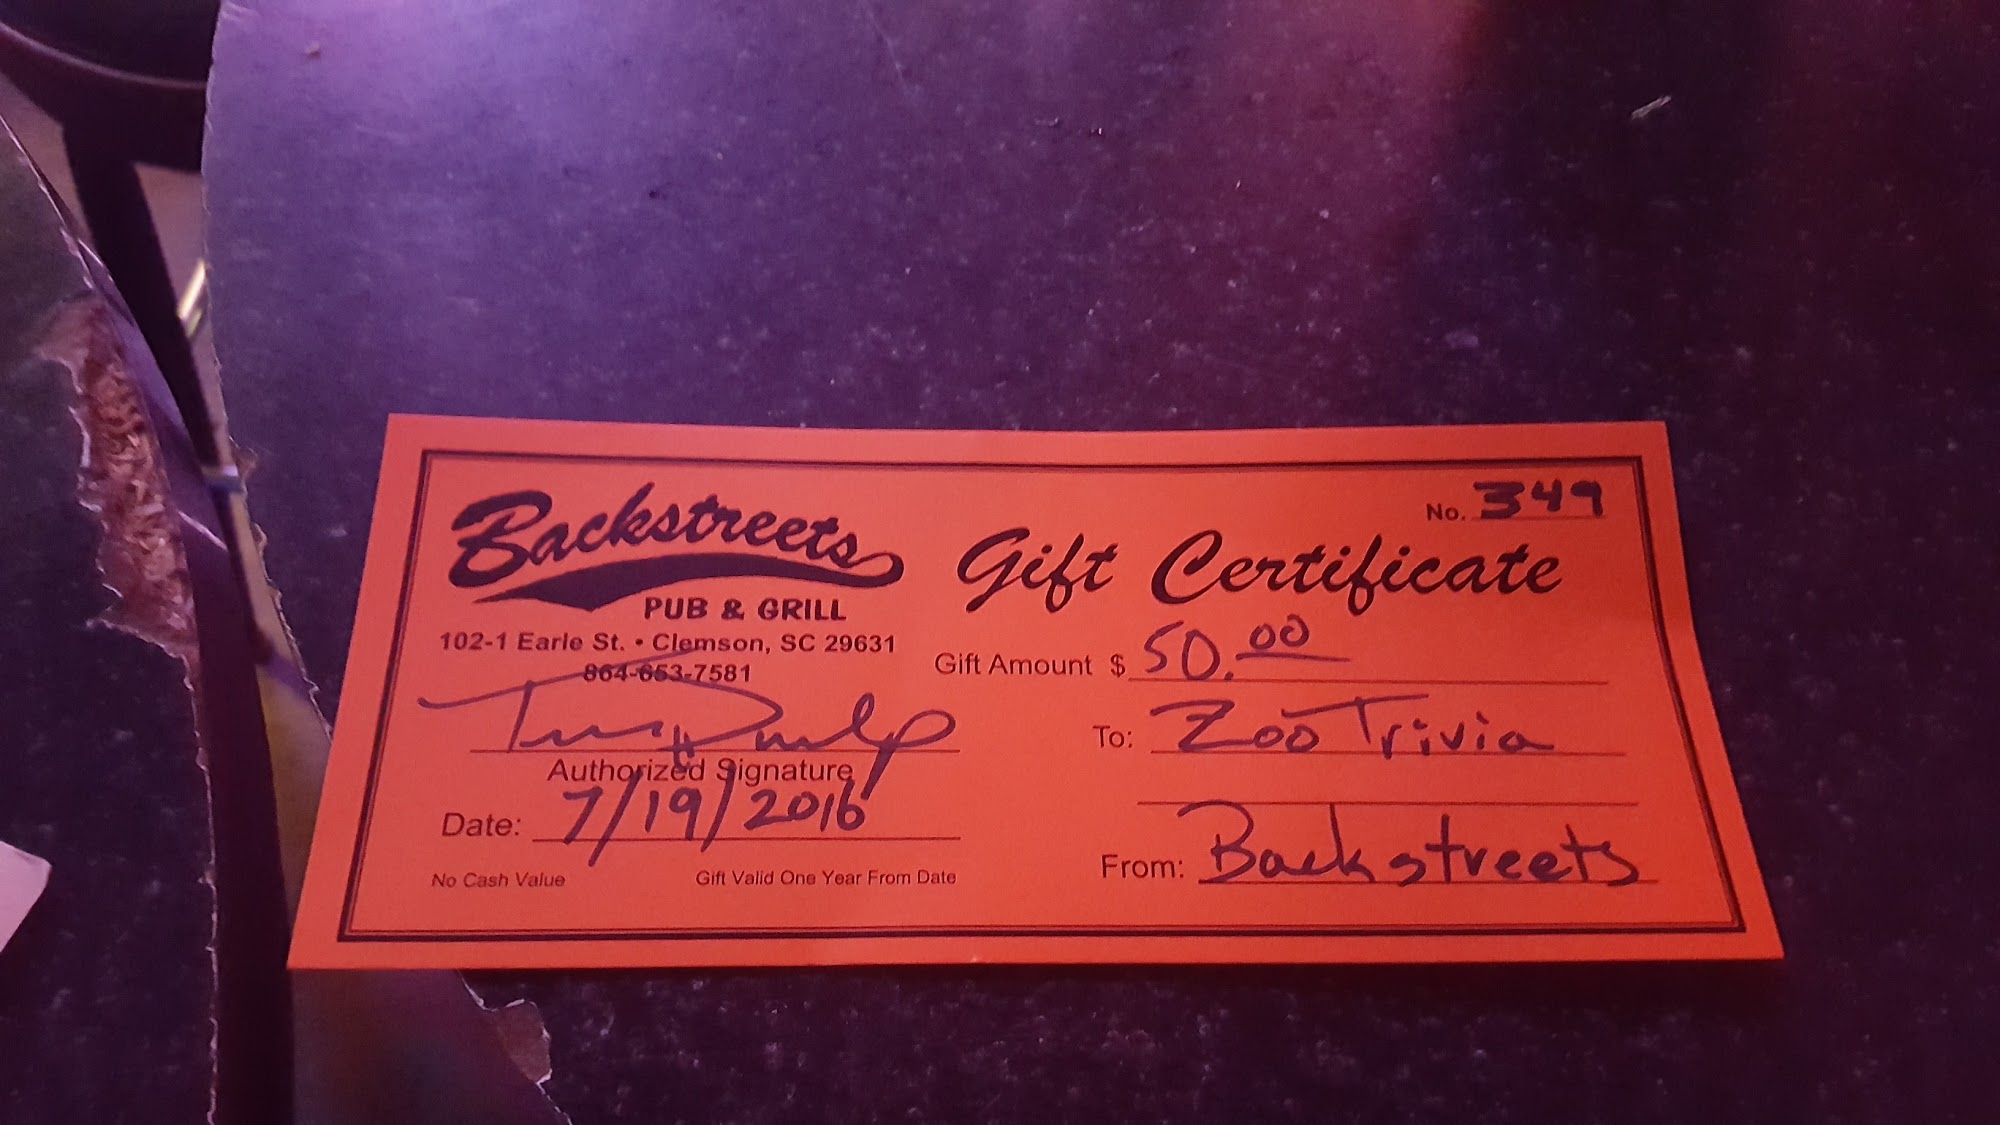 No. 349
Backstreets
PUB & GRILL
Gift Certificate
102-1 Earle St. • Clemson, SC 29631
864-653-7581
Gift Amount $ 50.00
To: Zoo Trivia
Authorized Signature
Date: 7/19/2016
From: Backstreets
No Cash Value
Gift Valid One Year From Date